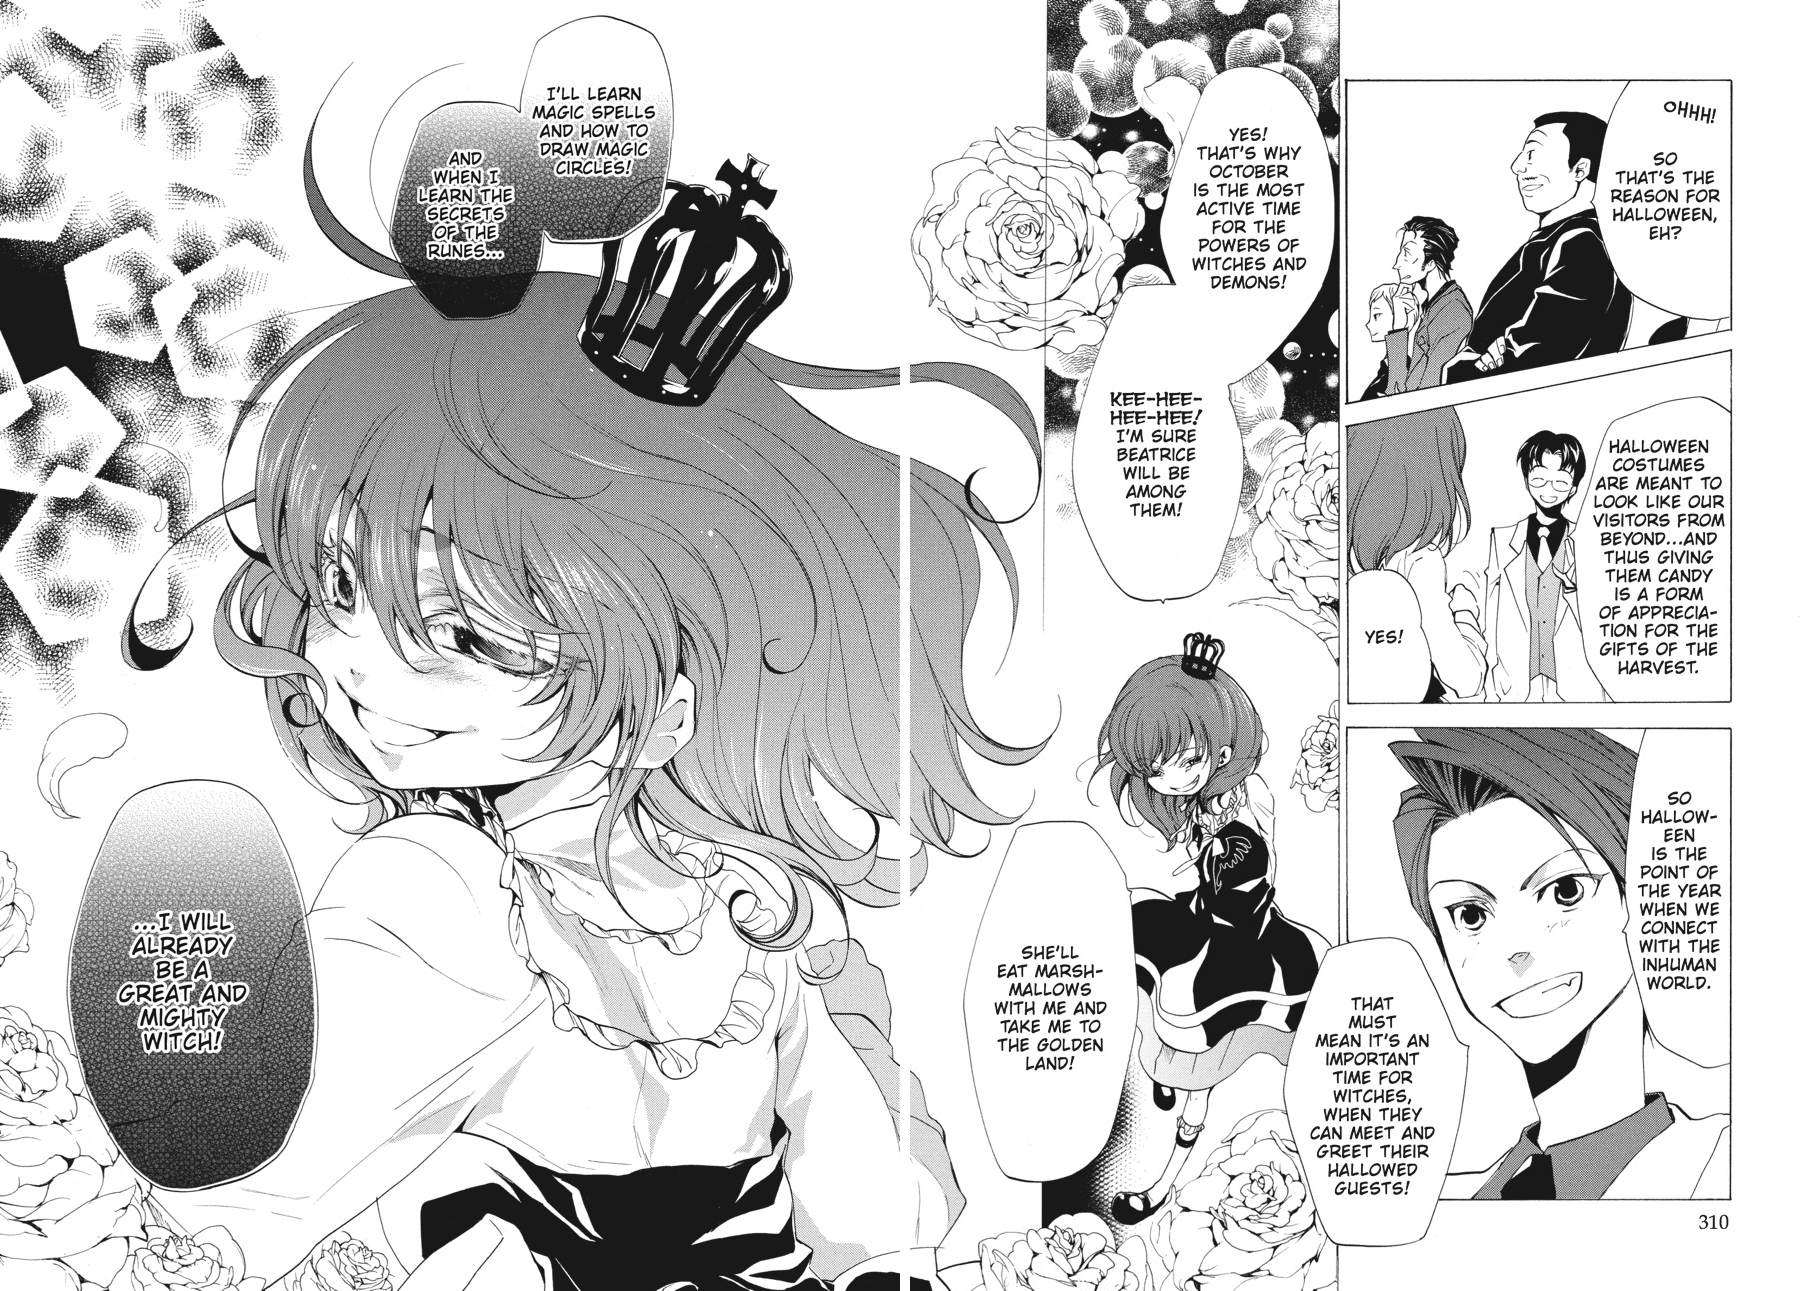 OHHH!
SO
THAT'S THE
REASON FOR
HALLOWEEN,
EH?
HALLOWEEN
COSTUMES
ARE MEANT TO
LOOK LIKE OUR
VISITORS FROM
BEYOND...AND
THUS GIVING
THEM CANDY
IS A FORM
OF APPRECIA-
TION FOR THE
GIFTS OF THE
HARVEST.
YES!
SO
HALLOW-
EEN
IS THE
POINT OF
THE YEAR
WHEN WE
CONNECT
WITH THE
INHUMAN
WORLD.
THAT
MUST
MEAN IT'S AN
IMPORTANT
TIME FOR
WITCHES,
WHEN THEY
CAN MEET AND
GREET THEIR
HALLOWED
GUESTS!
310
YES!
THAT'S WHY
OCTOBER
IS THE MOST
ACTIVE TIME
FOR THE
POWERS OF
WITCHES AND
DEMONS!
KEE-HEE-
HEE-HEE!
I'M SURE
BEATRICE
WILL BE
AMONG
THEM!
SHE'LL
EAT MARSH-
MALLOWS
WITH ME AND
TAKE ME TO
THE GOLDEN
LAND!
I'LL LEARN
MAGIC SPELLS
AND HOW TO
DRAW MAGIC
CIRCLES!
AND
WHEN I
LEARN THE
SECRETS
OF THE
RUNES...
...I WILL
ALREADY
BE A
GREAT AND
MIGHTY
WITCH!